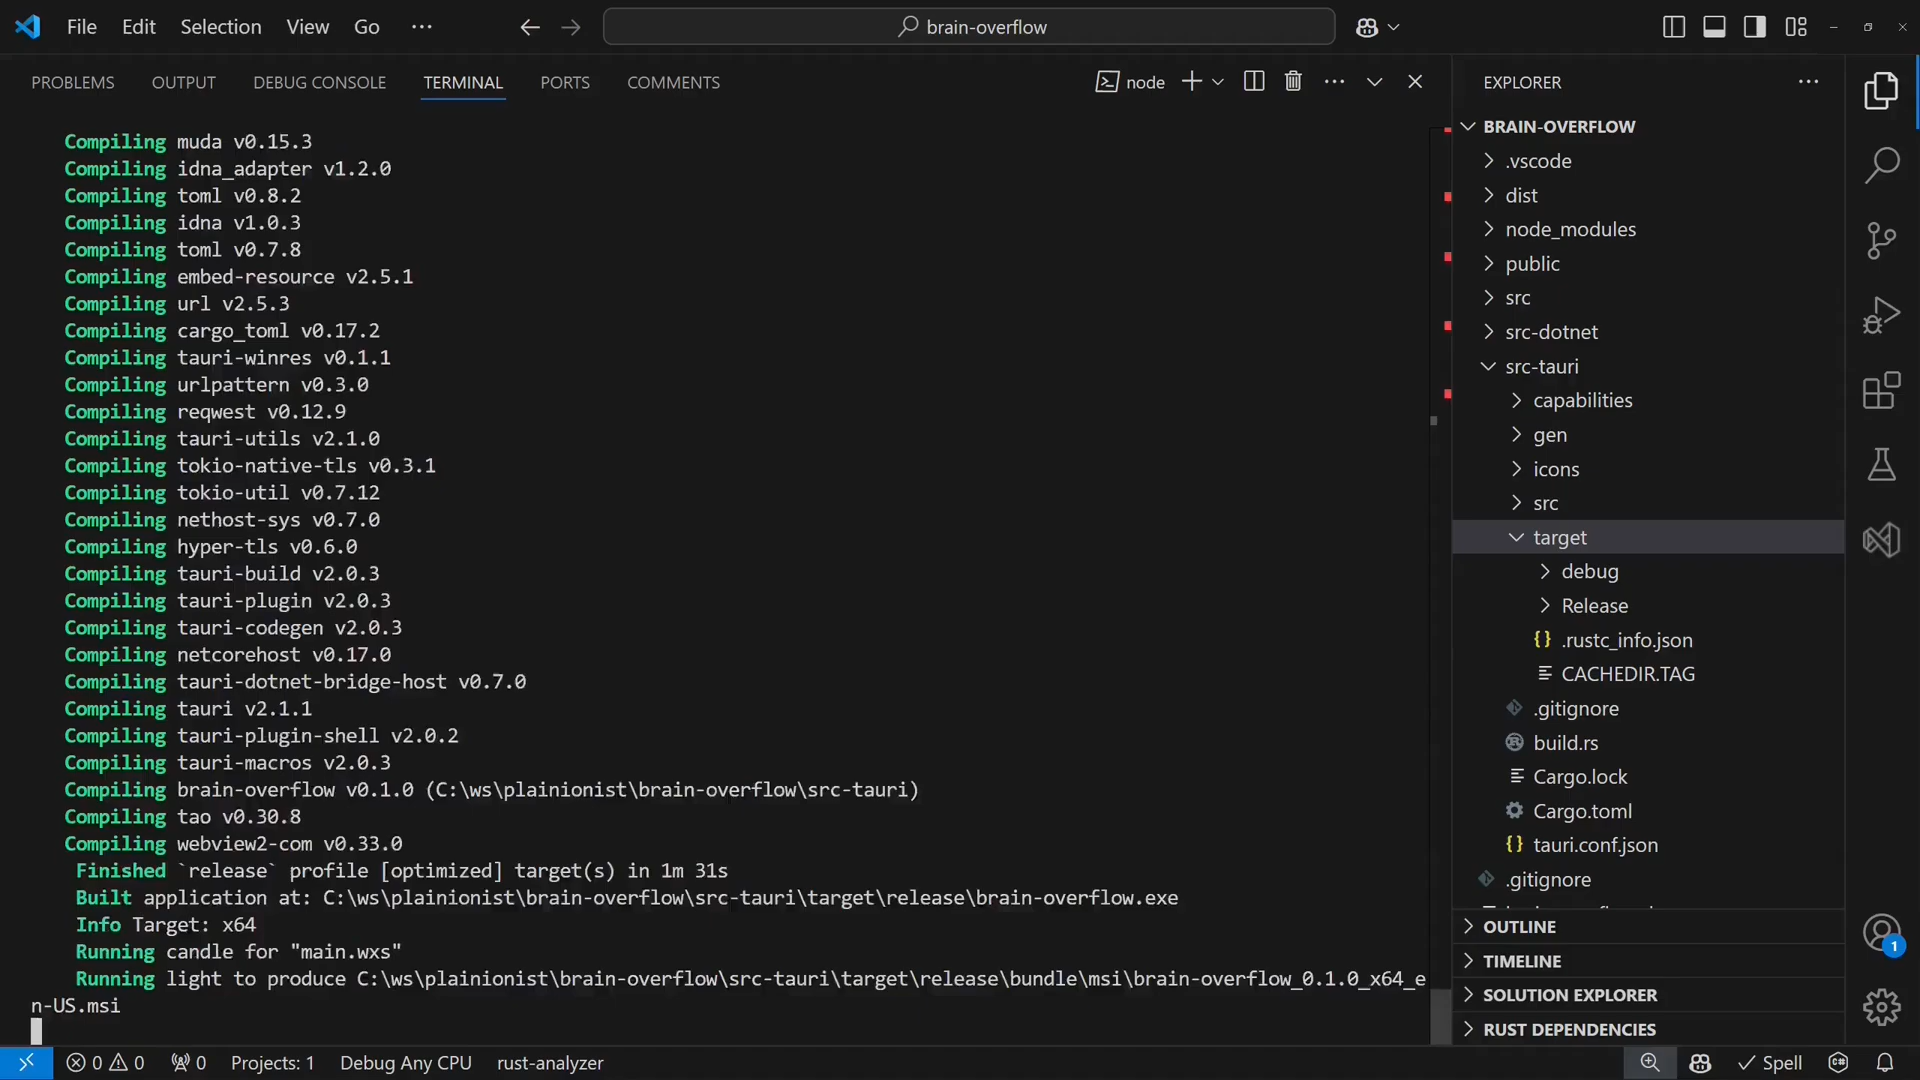 File Edit Selection View Go ··· brain-overflow
PROBLEMS OUTPUT DEBUG CONSOLE TERMINAL PORTS COMMENTS node
Compiling muda v0.15.3
Compiling idna_adapter v1.2.0
Compiling toml v0.8.2
Compiling idna v1.0.3
Compiling toml v0.7.8
Compiling embed-resource v2.5.1
Compiling url v2.5.3
Compiling cargo_toml v0.17.2
Compiling tauri-winres v0.1.1
Compiling urlpattern v0.3.0
Compiling reqwest v0.12.9
Compiling tauri-utils v2.1.0
Compiling tokio-native-tls v0.3.1
Compiling tokio-util v0.7.12
Compiling nethost-sys v0.7.0
Compiling hyper-tls v0.6.0
Compiling tauri-build v2.0.3
Compiling tauri-plugin v2.0.3
Compiling tauri-codegen v2.0.3
Compiling netcorehost v0.17.0
Compiling tauri-dotnet-bridge-host v0.7.0
Compiling tauri v2.1.1
Compiling tauri-plugin-shell v2.0.2
Compiling tauri-macros v2.0.3
Compiling brain-overflow v0.1.0 (C:\ws\plainionist\brain-overflow\src-tauri)
Compiling tao v0.30.8
Compiling webview2-com v0.33.0
Finished `release` profile [optimized] target(s) in 1m 31s
Built application at: C:\ws\plainionist\brain-overflow\src-tauri\target\release\brain-overflow.exe
Info Target: x64
Running candle for "main.wxs"
Running light to produce C:\ws\plainionist\brain-overflow\src-tauri\target\release\bundle\msi\brain-overflow_0.1.0_x64_e
n-US.msi
EXPLORER
BRAIN-OVERFLOW
.vscode
dist
node_modules
public
src
src-dotnet
src-tauri
capabilities
gen
icons
src
target
debug
Release
{} .rustc_info.json
CACHEDIR.TAG
.gitignore
build.rs
Cargo.lock
Cargo.toml
{} tauri.conf.json
.gitignore
OUTLINE
TIMELINE
SOLUTION EXPLORER
RUST DEPENDENCIES
1
0 0 0 Projects: 1 Debug Any CPU rust-analyzer Spell